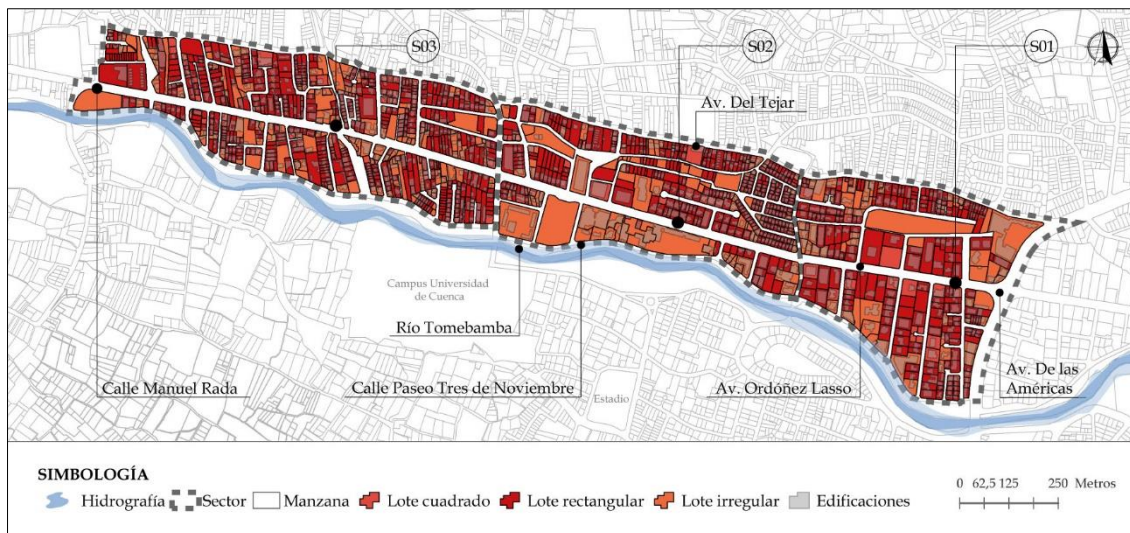 S03
S02
S01
Av. Del Tejar
Campus Universidad
de Cuenca
Río Tomebamba
Calle Manuel Rada
Calle Paseo Tres de Noviembre
Estadio
Av. Ordóñez Lasso
Av. De las
Américas
SIMBOLOGÍA
Hidrografía Sector Manzana Lote cuadrado Lote rectangular Lote irregular Edificaciones
0 62,5 125 250 Metros